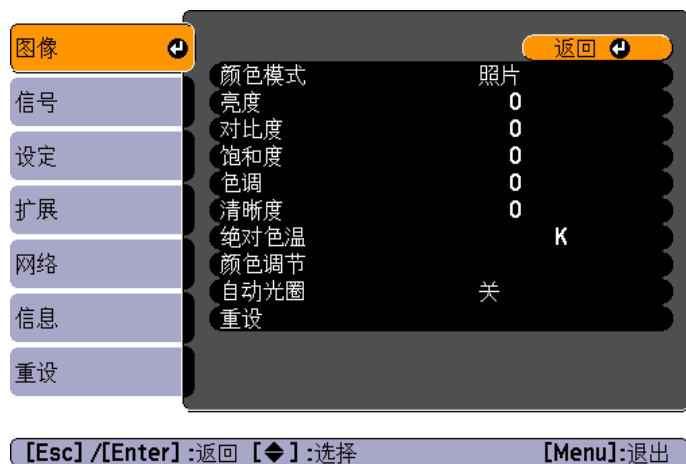 图像
信号
设定
扩展
网络
信息
重设
返回
颜色模式 照片
亮度 0
对比度 0
饱和度 0
色调 0
清晰度 0
绝对色温 K
颜色调节
自动光圈 关
重设
[Esc] /[Enter] :返回 [◆] :选择 [Menu]:退出